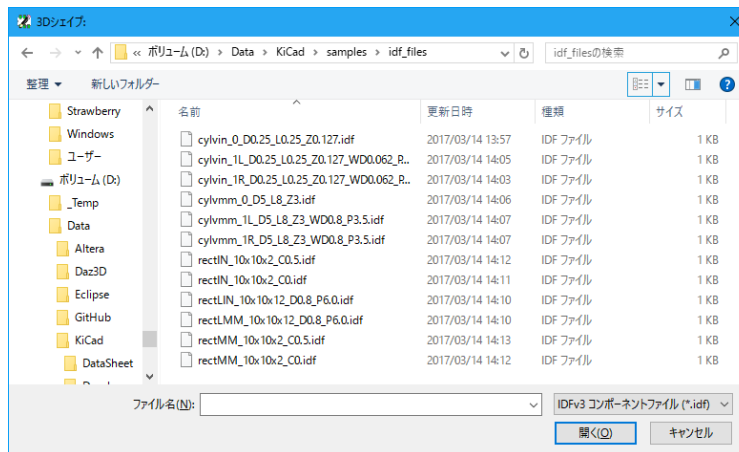 3Dシェイプ:
« ボリューム (D:) > Data > KiCad > samples > idf_files
idf_filesの検索
整理
新しいフォルダー
名前 更新日時 種類 サイズ
Strawberry
Windows
ユーザー
ボリューム (D:)
_Temp
Data
Altera
Daz3D
Eclipse
GitHub
KiCad
DataSheet
cylvin_0_D0.25_L0.25_Z0.127.idf 2017/03/14 13:57 IDF ファイル 1 KB
cylvin_1L_D0.25_L0.25_Z0.127_WD0.062_P... 2017/03/14 14:05 IDF ファイル 1 KB
cylvin_1R_D0.25_L0.25_Z0.127_WD0.062_P... 2017/03/14 14:03 IDF ファイル 1 KB
cylvmm_0_D5_L8_Z3.idf 2017/03/14 14:06 IDF ファイル 1 KB
cylvmm_1L_D5_L8_Z3_WD0.8_P3.5.idf 2017/03/14 14:07 IDF ファイル 1 KB
cylvmm_1R_D5_L8_Z3_WD0.8_P3.5.idf 2017/03/14 14:07 IDF ファイル 1 KB
rectIN_10x10x2_C0.5.idf 2017/03/14 14:12 IDF ファイル 1 KB
rectIN_10x10x2_C0.idf 2017/03/14 14:11 IDF ファイル 1 KB
rectLIN_10x10x12_D0.8_P6.0.idf 2017/03/14 14:10 IDF ファイル 1 KB
rectLMM_10x10x12_D0.8_P6.0.idf 2017/03/14 14:10 IDF ファイル 1 KB
rectMM_10x10x2_C0.5.idf 2017/03/14 14:13 IDF ファイル 1 KB
rectMM_10x10x2_C0.idf 2017/03/14 14:12 IDF ファイル 1 KB
ファイル名(N):
IDFv3 コンポーネントファイル (*.idf)
開く(O)
キャンセル